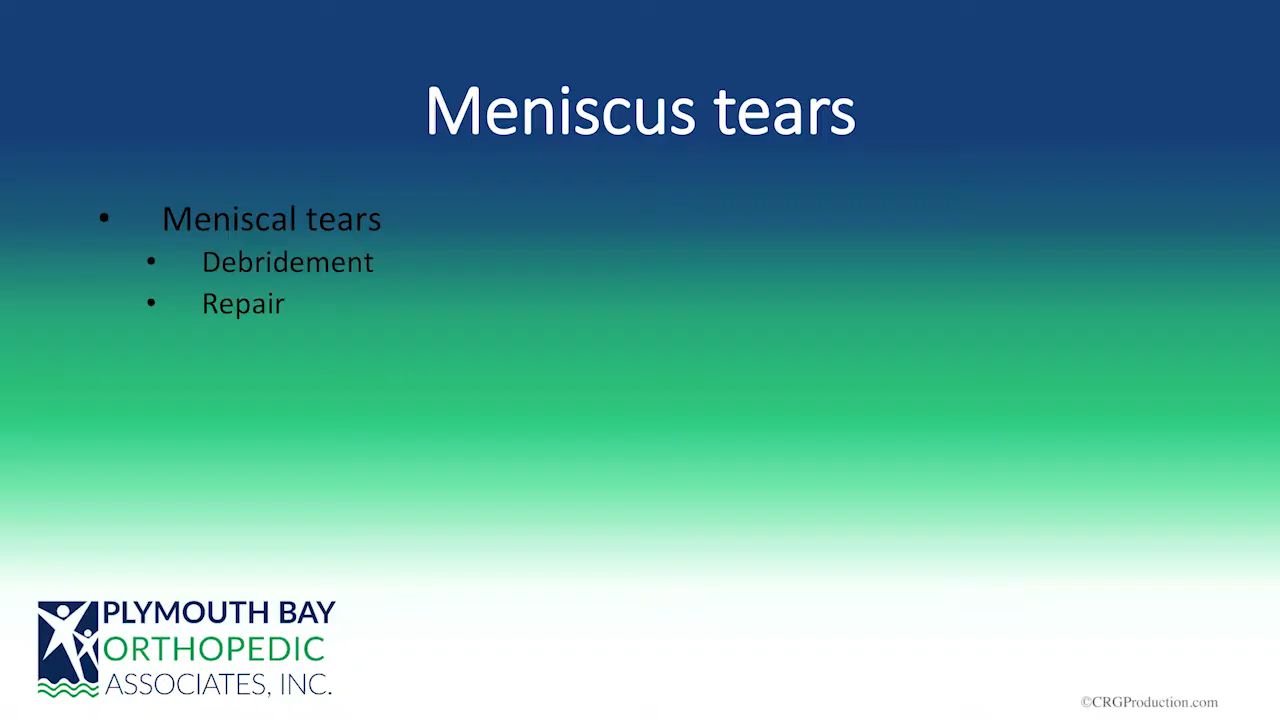 Meniscus tears
• Meniscal tears
• Debridement
• Repair
PLYMOUTH BAY
ORTHOPEDIC
ASSOCIATES, INC.
©CRGProduction.com